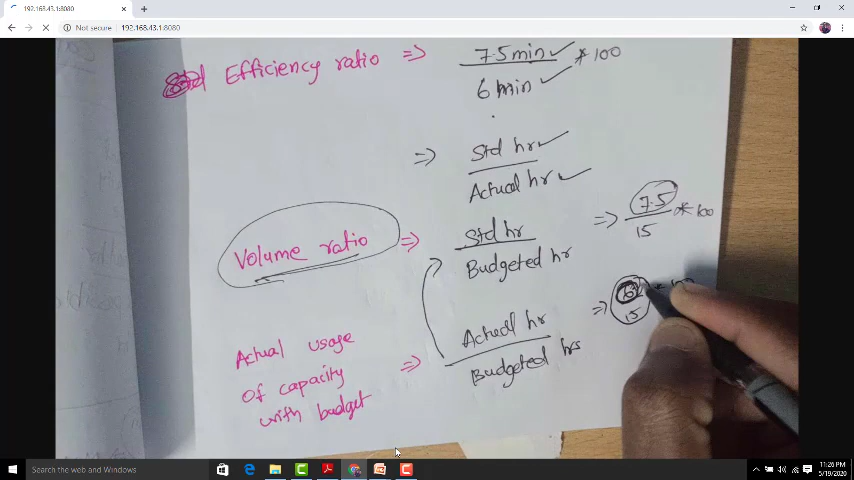 192.168.43.1:8080
Not secure | 192.168.43.1:8080
Efficiency ratio ⇒ 7.5 min / 6 min * 100
⇒ Std hr / Actual hr
Volume ratio ⇒ Std hr / Budgeted hr ⇒ 7.5 / 15 * 100
Actual usage
of capacity
with budget
⇒ Actual hr / Budgeted hrs ⇒ 15
Search the web and Windows
11:26 PM
5/19/2020